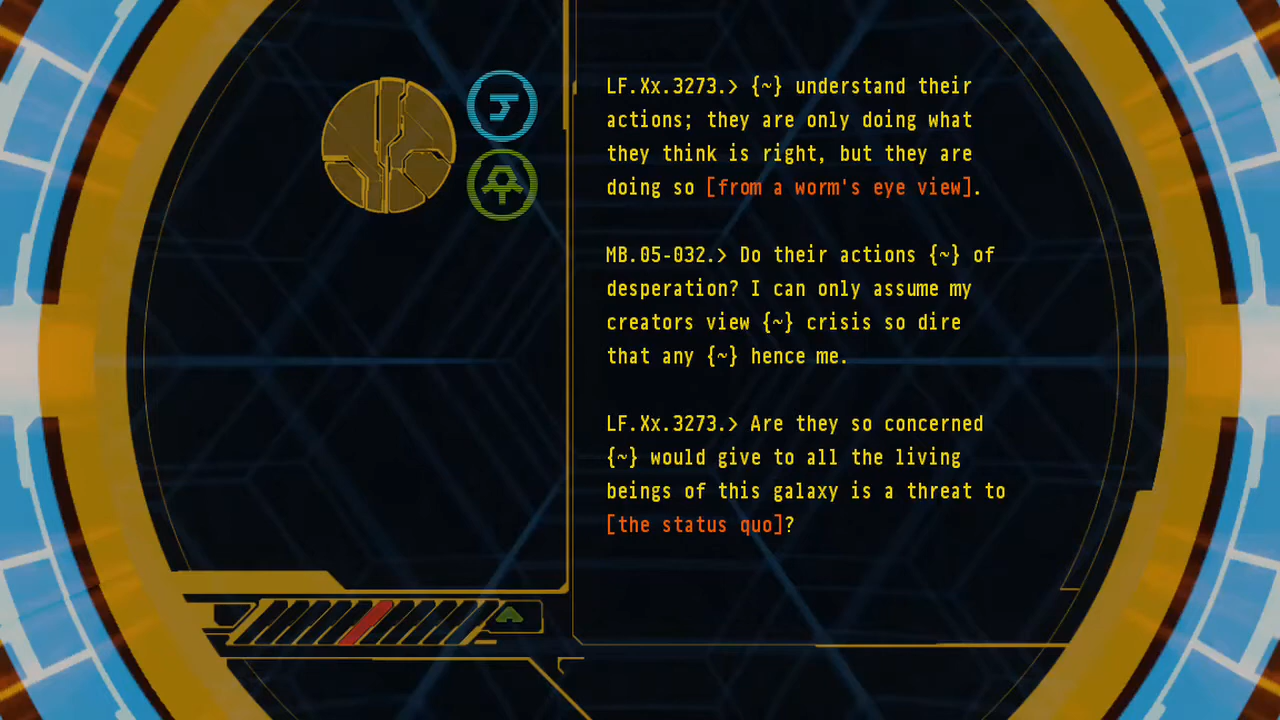 LF.Xx.3273.> {~} understand their
actions; they are only doing what
they think is right, but they are
doing so [from a worm's eye view].
MB.05-032.> Do their actions {~} of
desperation? I can only assume my
creators view {~} crisis so dire
that any {~} hence me.
LF.Xx.3273.> Are they so concerned
{~} would give to all the living
beings of this galaxy is a threat to
[the status quo]?